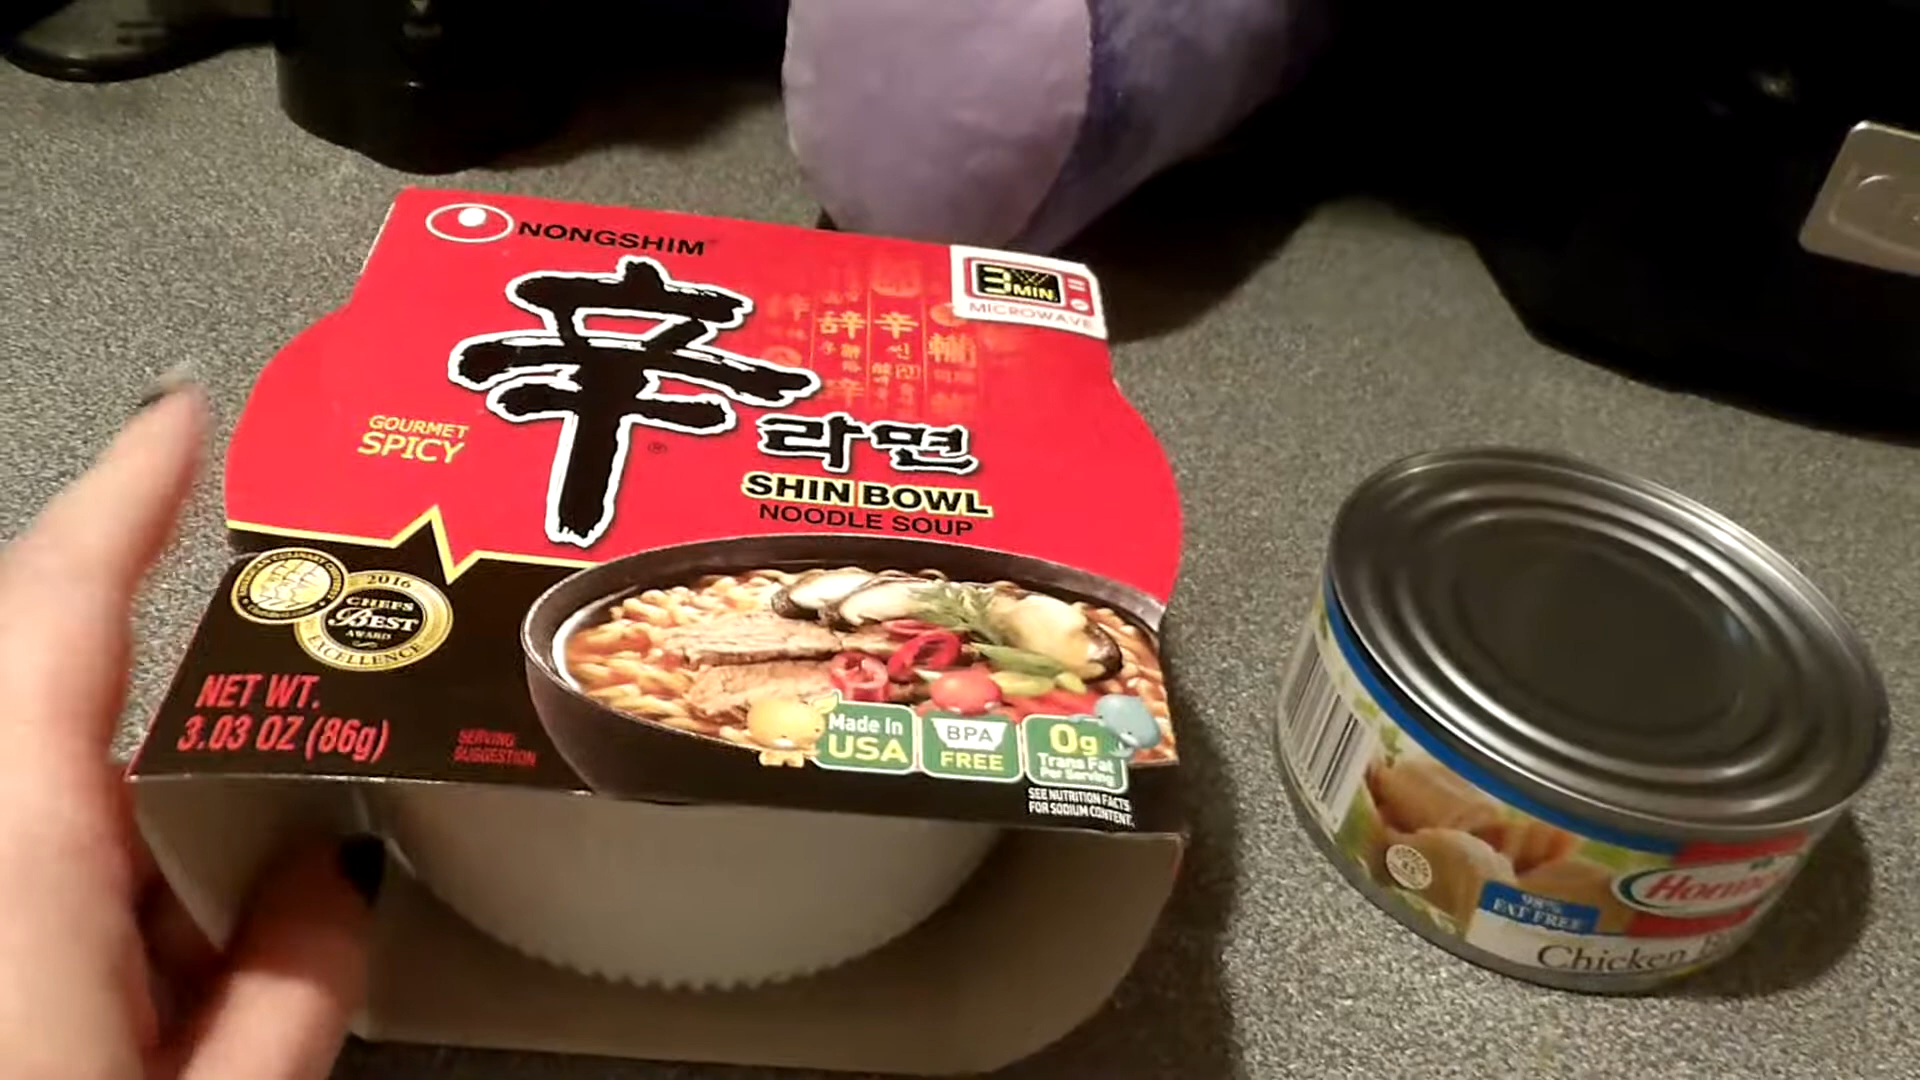 NONGSHIM
3 MIN.
MICROWAVE
辛
라면
®
GOURMET
SPICY
SHIN BOWL
NOODLE SOUP
2016
CHEFS
BEST
AWARD
EXCELLENCE
NET WT.
3.03 OZ (86g)
SERVING
SUGGESTION
Made in
USA
BPA
FREE
0g
Trans Fat
Per Serving
SEE NUTRITION FACTS
FOR SODIUM CONTENT.
98%
FAT FREE
Chicken